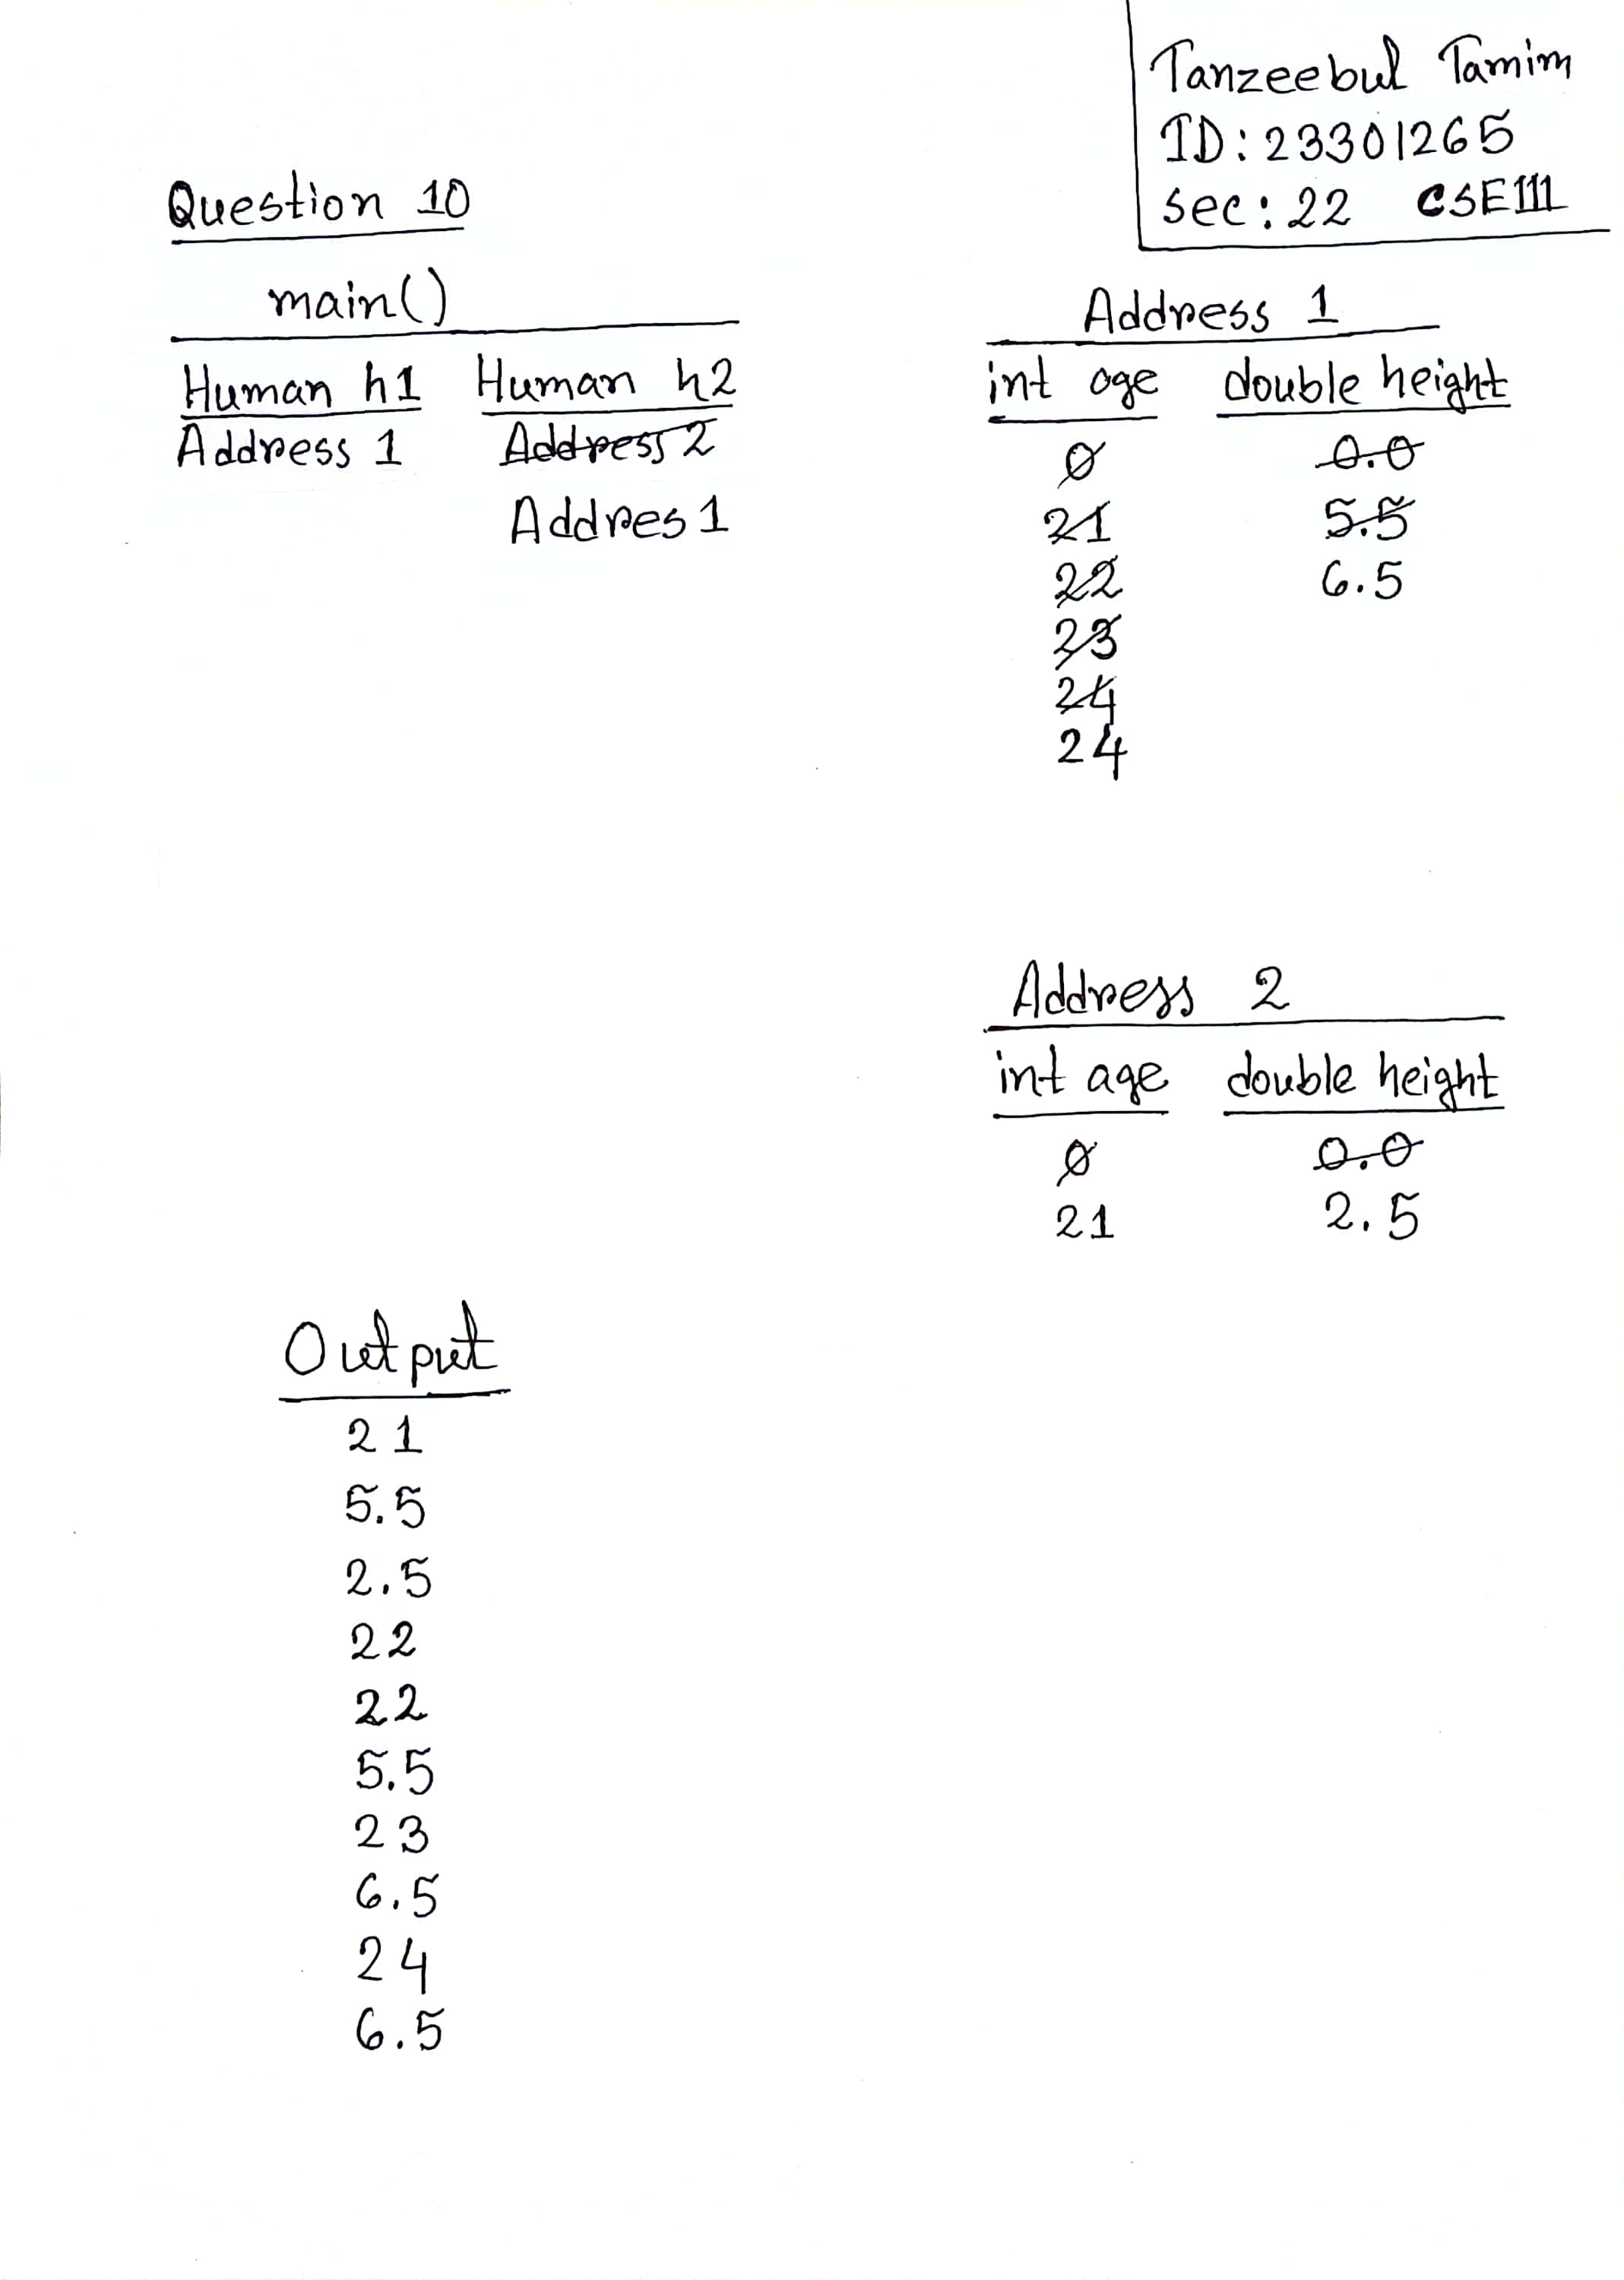 Tanzeebul Tamim
ID: 23301265
sec: 22 CSE111
Question 10
main()
Human h1 Human h2
Address 1 Address 2
Addres 1
Address 1
int age double height
0 0.0
21 5.5
22 6.5
23
24
24
Address 2
int age double height
0 0.0
21 2.5
Output
21
5.5
2.5
22
22
5.5
23
6.5
24
6.5